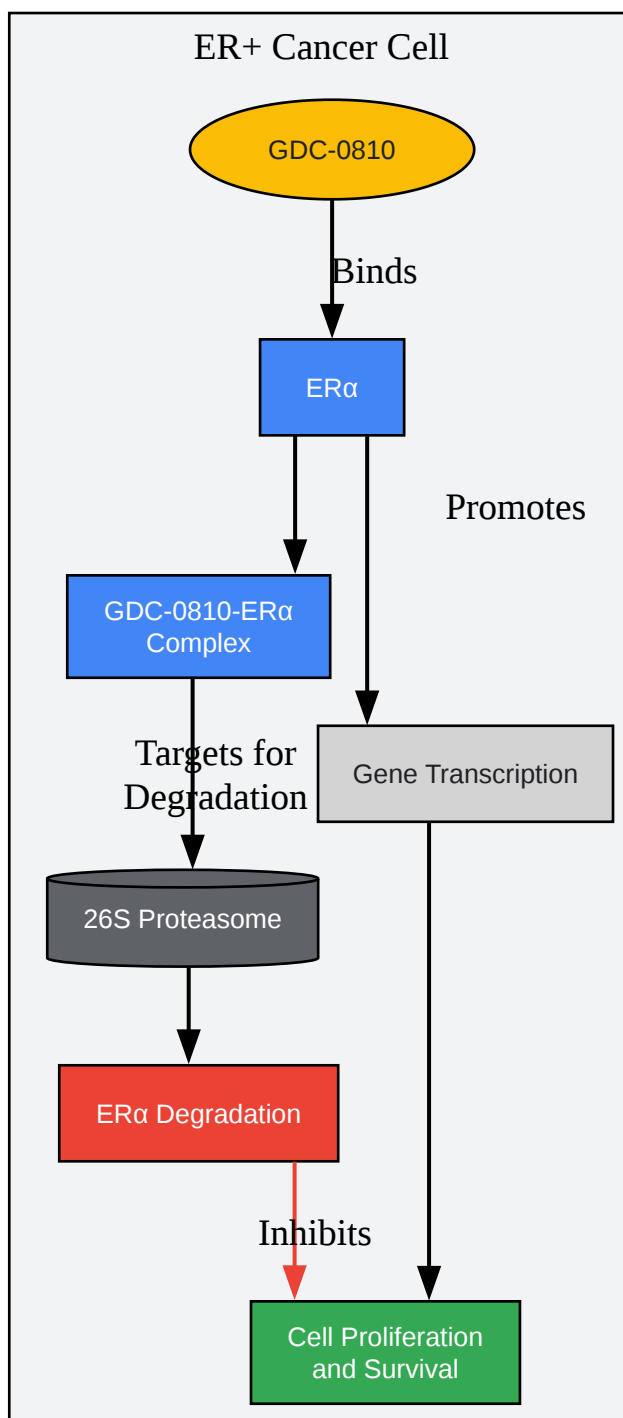 ER+ Cancer Cell
GDC-0810
Binds
ERα
Promotes
GDC-0810-ERα
Complex
Targets for
Degradation
Gene Transcription
26S Proteasome
ERα Degradation
Inhibits
Cell Proliferation
and Survival